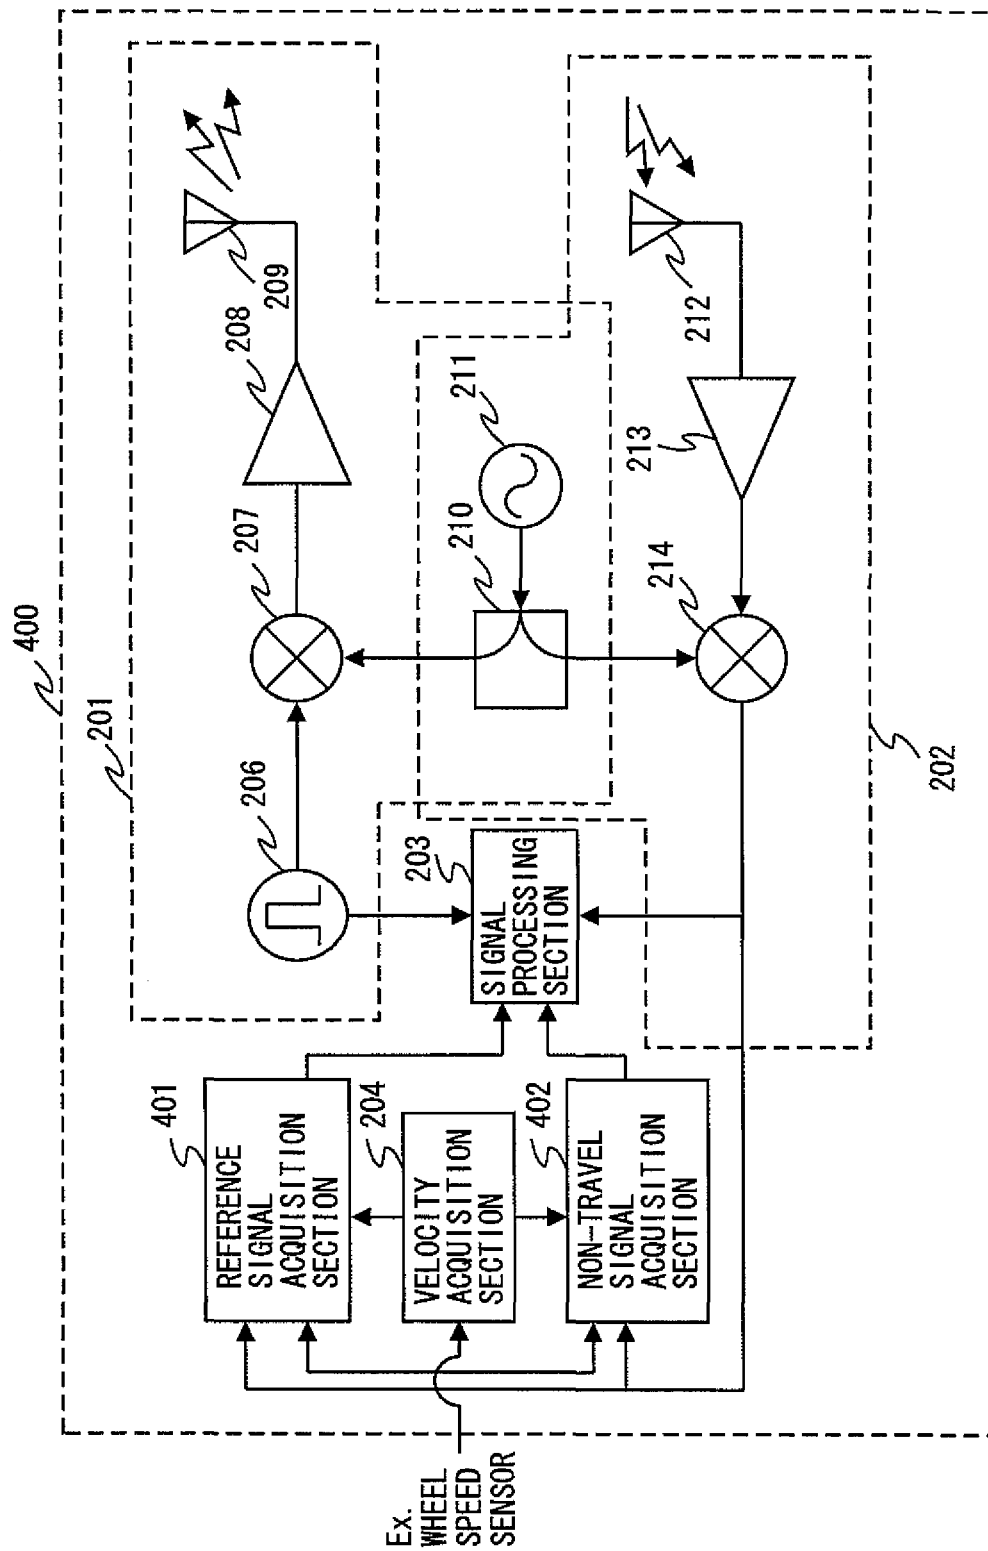 400
201
206
207
208
209
203
SIGNAL
PROCESSING
SECTION
210
211
401
REFERENCE
SIGNAL
ACQUISITION
SECTION
204
VELOCITY
ACQUISITION
SECTION
402
NON-TRAVEL
SIGNAL
ACQUISITION
SECTION
214
213
212
202
Ex.
WHEEL
SPEED
SENSOR